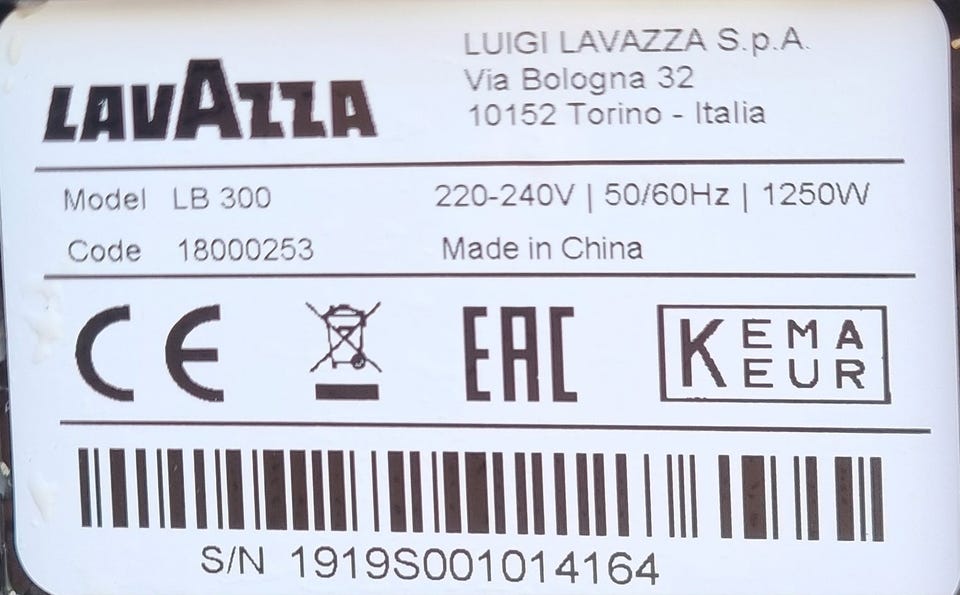 LAVAZZA
LUIGI LAVAZZA S.p.A.
Via Bologna 32
10152 Torino - Italia
Model LB 300
220-240V | 50/60Hz | 1250W
Code 18000253
Made in China
CE
EAC
KEMA
EUR
S/N 1919S001014164